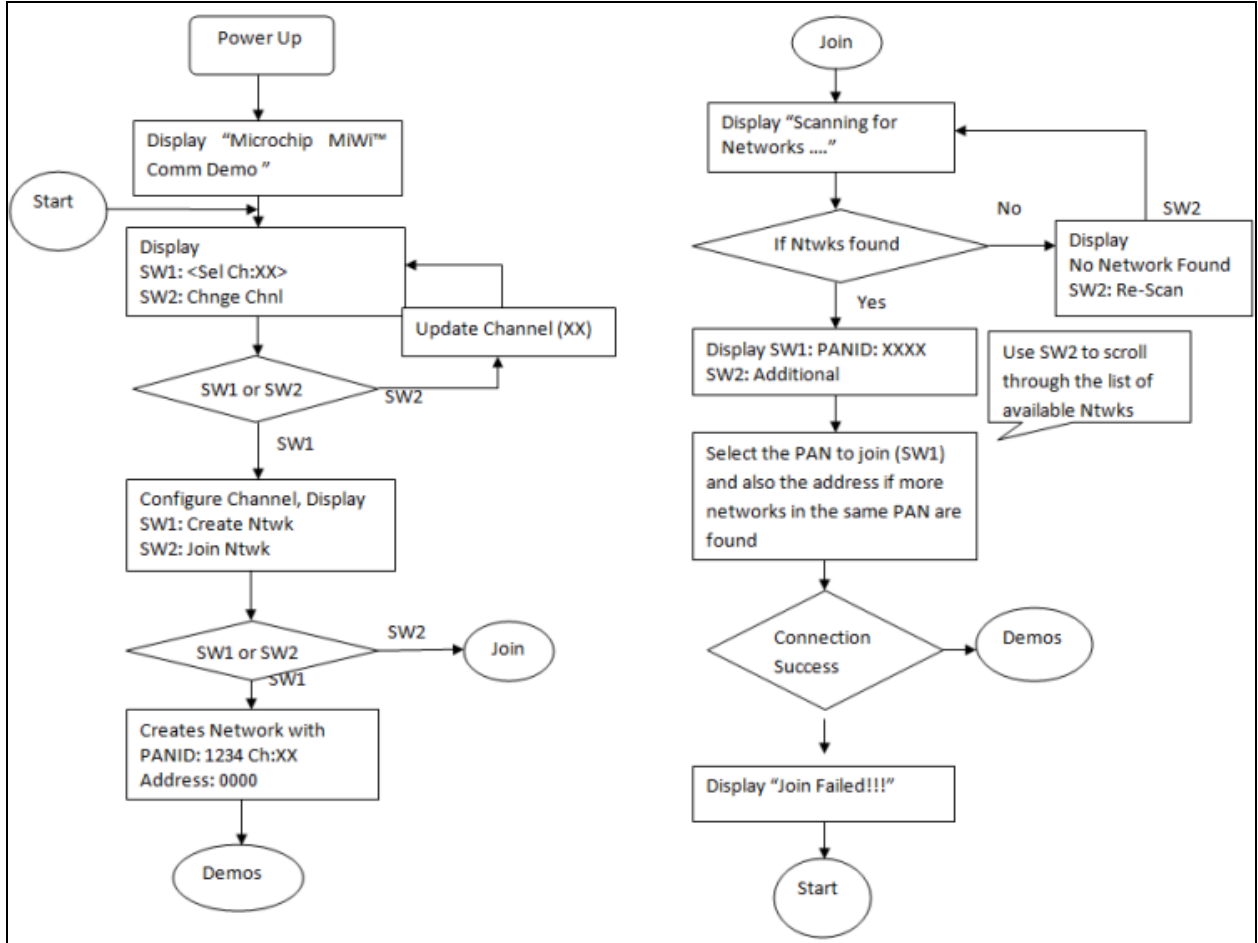 Power Up
Display “Microchip MiWi™
Comm Demo ”
Start
Display
SW1: <Sel Ch:XX>
SW2: Chnge Chnl
Update Channel (XX)
SW1 or SW2
SW2
SW1
Configure Channel, Display
SW1: Create Ntwk
SW2: Join Ntwk
SW1 or SW2
SW2
Join
SW1
Creates Network with
PANID: 1234 Ch:XX
Address: 0000
Demos
Join
Display “Scanning for
Networks ....”
If Ntwks found
No
SW2
Display
No Network Found
SW2: Re-Scan
Yes
Display SW1: PANID: XXXX
SW2: Additional
Use SW2 to scroll
through the list of
available Ntwks
Select the PAN to join (SW1)
and also the address if more
networks in the same PAN are
found
Connection
Success
Demos
Display “Join Failed!!!”
Start